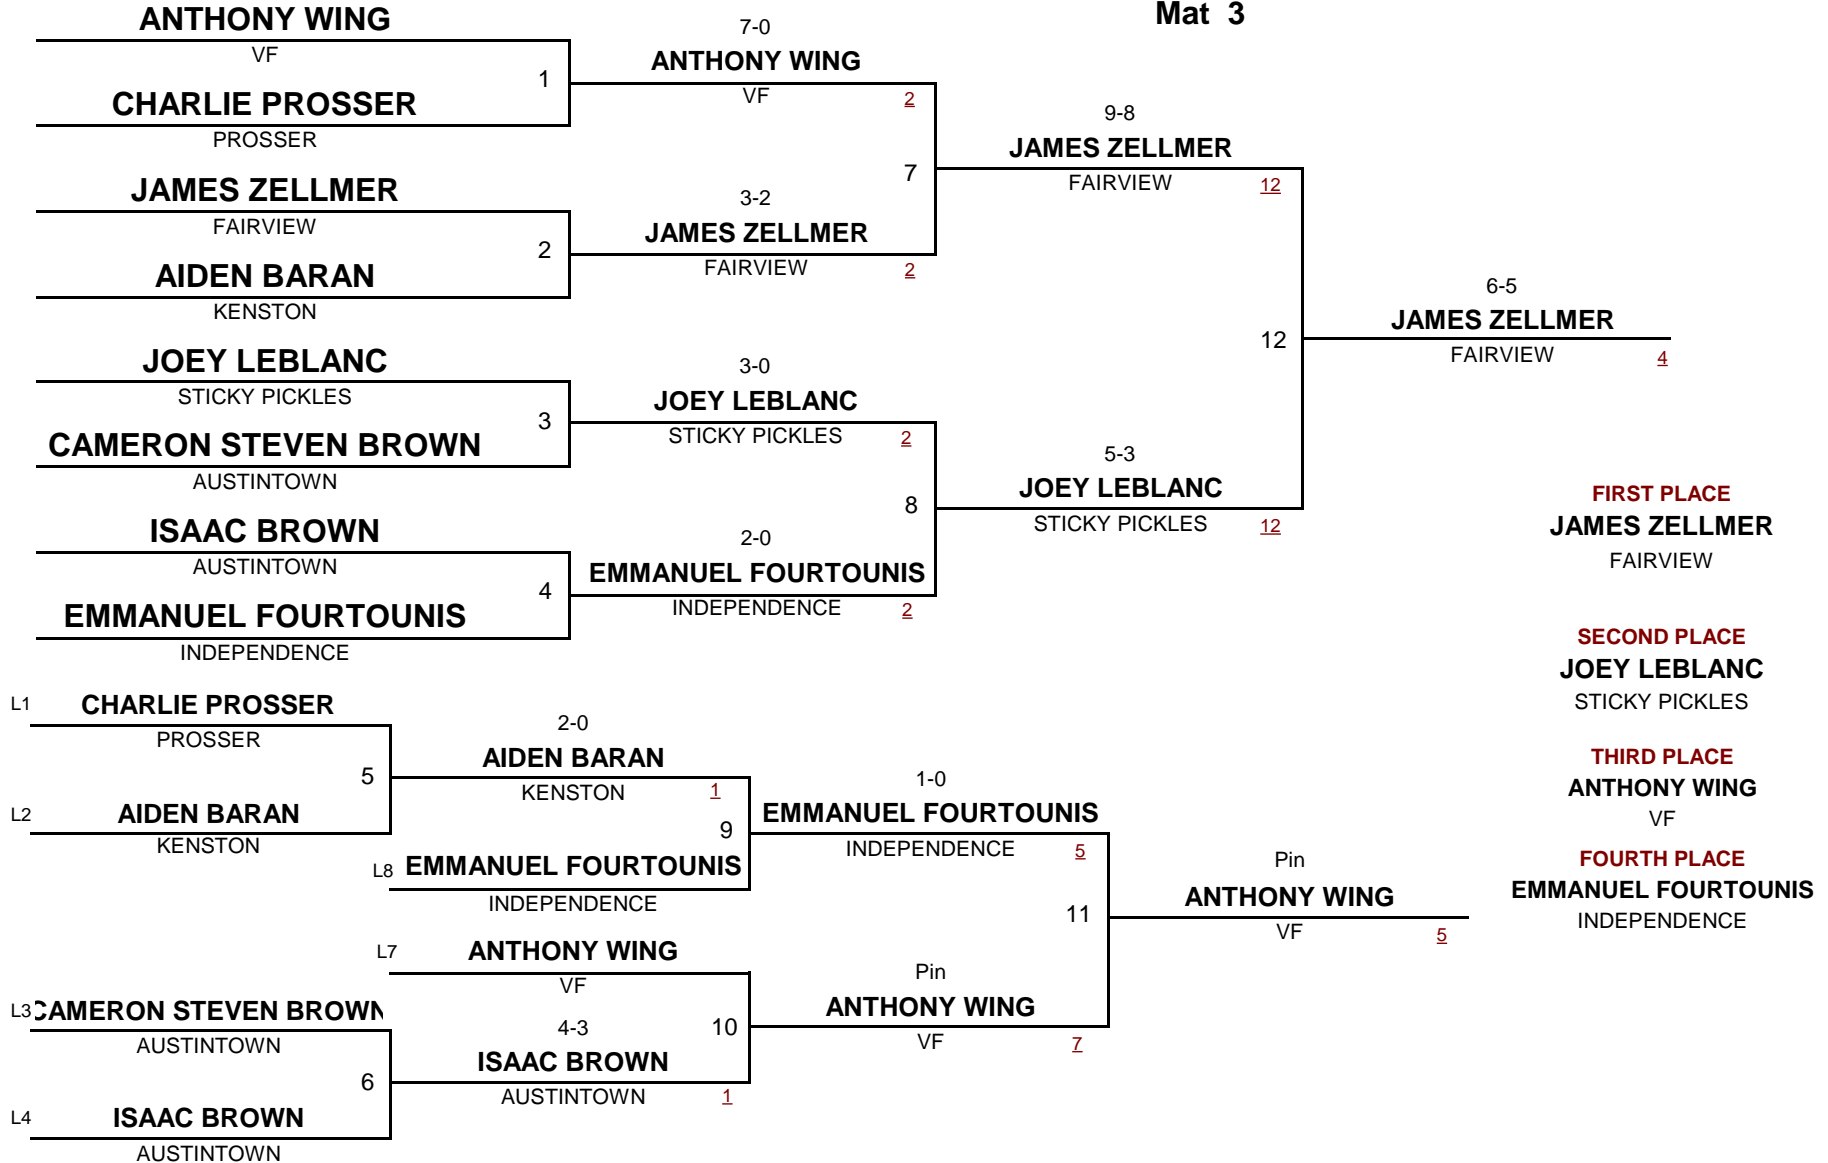 Mat 3
ANTHONY WING
VF
1
CHARLIE PROSSER
PROSSER
JAMES ZELLMER
FAIRVIEW
2
AIDEN BARAN
KENSTON
JOEY LEBLANC
STICKY PICKLES
3
CAMERON STEVEN BROWN
AUSTINTOWN
ISAAC BROWN
AUSTINTOWN
4
EMMANUEL FOURTOUNIS
INDEPENDENCE
7-0
ANTHONY WING
VF 2
7
3-2
JAMES ZELLMER
FAIRVIEW 2
3-0
JOEY LEBLANC
STICKY PICKLES 2
8
2-0
EMMANUEL FOURTOUNIS
INDEPENDENCE 2
9-8
JAMES ZELLMER
FAIRVIEW 12
12
5-3
JOEY LEBLANC
STICKY PICKLES 12
6-5
JAMES ZELLMER
FAIRVIEW 4
FIRST PLACE
JAMES ZELLMER
FAIRVIEW
SECOND PLACE
JOEY LEBLANC
STICKY PICKLES
THIRD PLACE
ANTHONY WING
VF
FOURTH PLACE
EMMANUEL FOURTOUNIS
INDEPENDENCE
L1 CHARLIE PROSSER
PROSSER
5
L2 AIDEN BARAN
KENSTON
2-0
AIDEN BARAN
KENSTON 1
9
L8 EMMANUEL FOURTOUNIS
INDEPENDENCE
L7 ANTHONY WING
VF
10
L3 CAMERON STEVEN BROWN
AUSTINTOWN
6
L4 ISAAC BROWN
AUSTINTOWN
4-3
ISAAC BROWN
AUSTINTOWN 1
1-0
EMMANUEL FOURTOUNIS
INDEPENDENCE 5
11
Pin
ANTHONY WING
VF 7
Pin
ANTHONY WING
VF 5